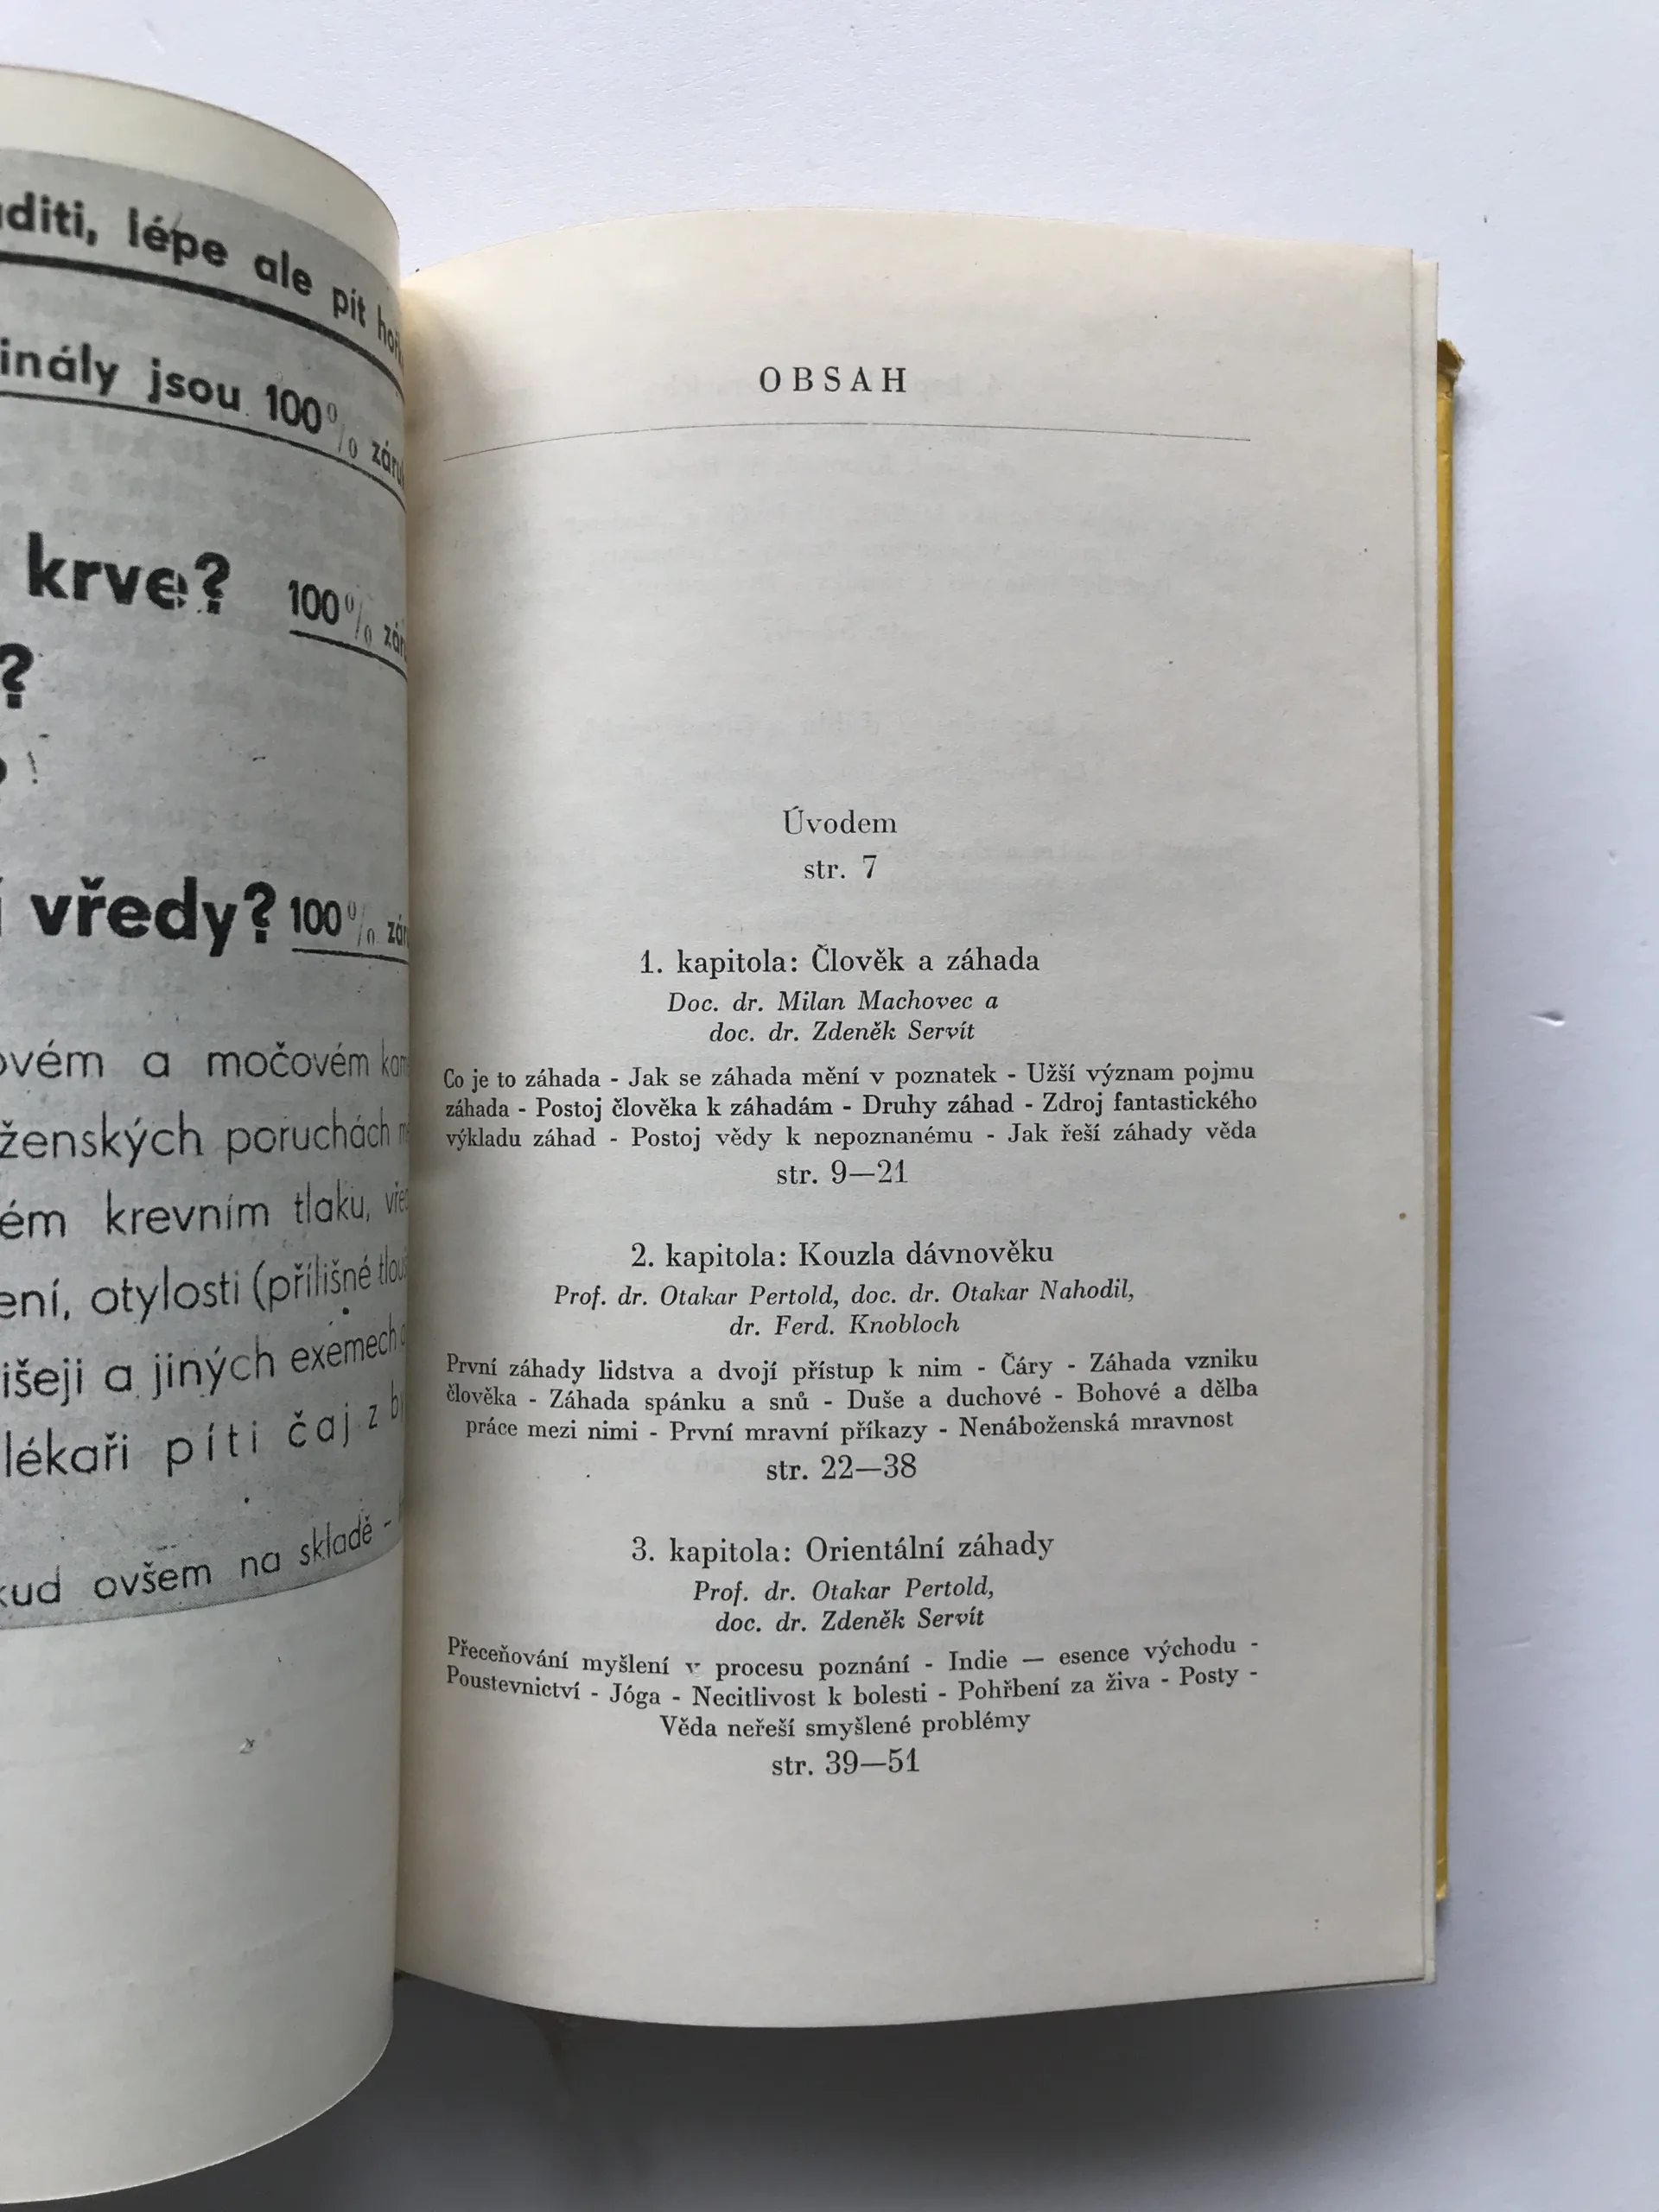 lépe ale pít
jsou 100%
krve? 100%
?
vředy? 100%
a močovém
ženských poruchách
krevním tlaku,
otylosti (přílišné
a jiných exemech
lékaři píti čaj z
ovšem na skladě -
OBSAH
Úvodem
str. 7
1. kapitola: Člověk a záhada
Doc. dr. Milan Machovec a
doc. dr. Zdeněk Servít
Co je to záhada - Jak se záhada mění v poznatek - Užší význam pojmu
záhada - Postoj člověka k záhadám - Druhy záhad - Zdroj fantastického
výkladu záhad - Postoj vědy k nepoznanému - Jak řeší záhady věda
str. 9—21
2. kapitola: Kouzla dávnověku
Prof. dr. Otakar Pertold, doc. dr. Otakar Nahodil,
dr. Ferd. Knobloch
První záhady lidstva a dvojí přístup k nim - Čáry - Záhada vzniku
člověka - Záhada spánku a snů - Duše a duchové - Bohové a dělba
práce mezi nimi - První mravní příkazy - Nenáboženská mravnost
str. 22—38
3. kapitola: Orientální záhady
Prof. dr. Otakar Pertold,
doc. dr. Zdeněk Servít
Přeceňování myšlení v procesu poznání - Indie — esence východu -
Poustevnictví - Jóga - Necitlivost k bolesti - Pohřbení za živa - Posty -
Věda neřeší smyšlené problémy
str. 39—51